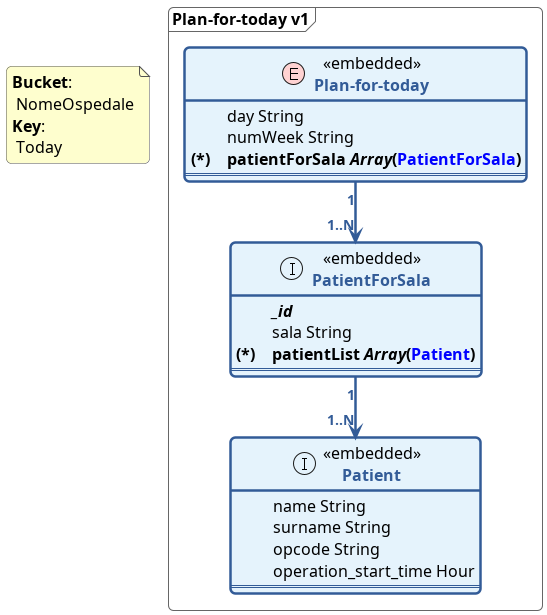 Plan-for-today v1
Bucket:
NomeOspedale
Key:
Today
E
«embedded»
Plan-for-today
day String
numWeek String
(*) patientForSala Array(PatientForSala)
1
1..N
I
«embedded»
PatientForSala
_id
sala String
(*) patientList Array(Patient)
1
1..N
I
«embedded»
Patient
name String
surname String
opcode String
operation_start_time Hour